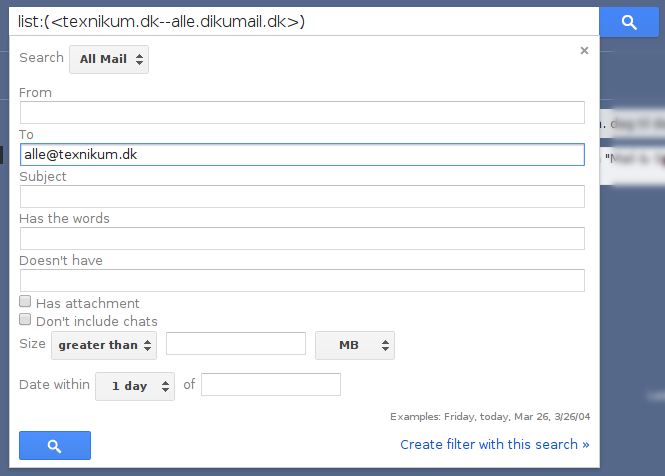 list:(<texnikum.dk--alle.dikumail.dk>)
Search All Mail
From
To
alle@texnikum.dk
Subject
Has the words
Doesn't have
Has attachment
Don't include chats
Size greater than MB
Date within 1 day of
Examples: Friday, today, Mar 26, 3/26/04
Create filter with this search »